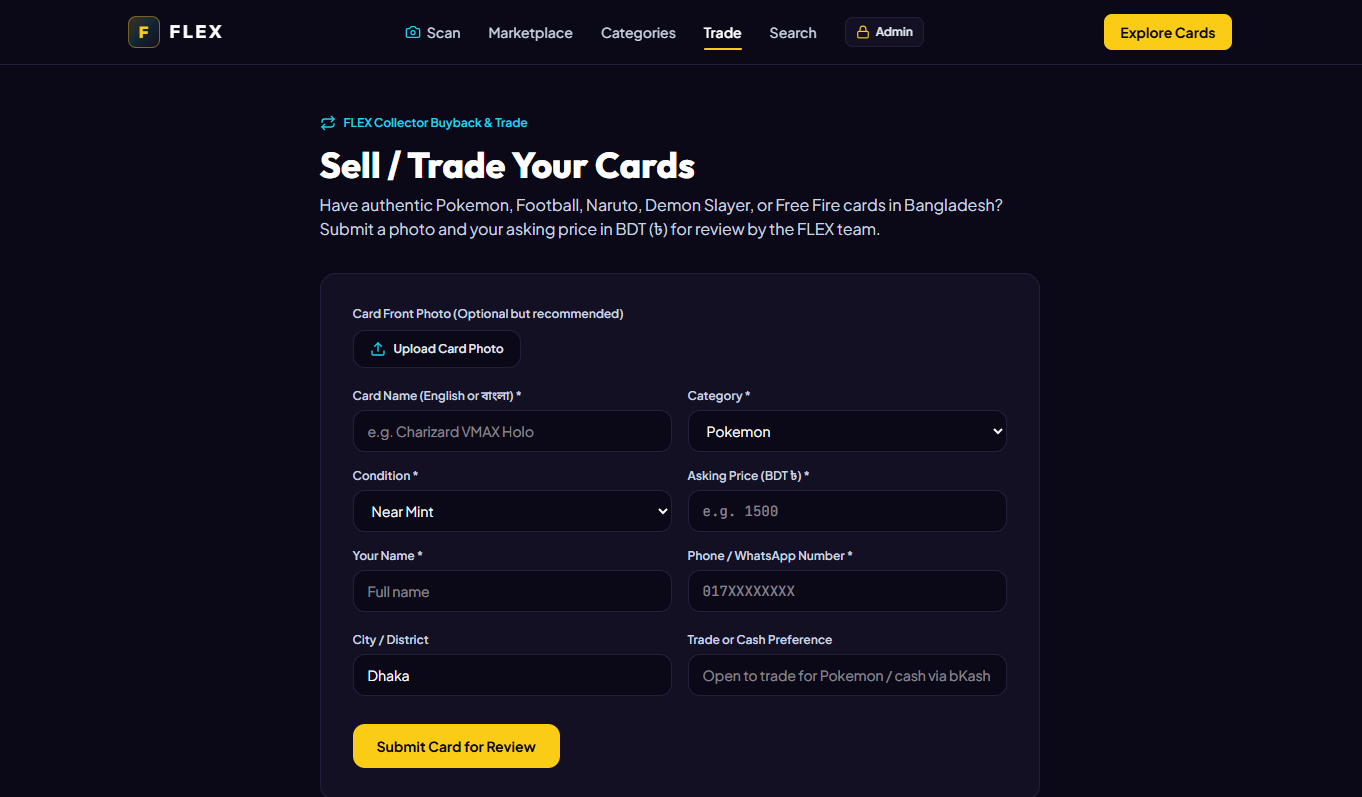 F FLEX
Scan
Marketplace
Categories
Trade
Search
Admin
Explore Cards
FLEX Collector Buyback & Trade
Sell / Trade Your Cards
Have authentic Pokemon, Football, Naruto, Demon Slayer, or Free Fire cards in Bangladesh?
Submit a photo and your asking price in BDT (৳) for review by the FLEX team.
Card Front Photo (Optional but recommended)
Upload Card Photo
Card Name (English or বাংলা) *
Category *
e.g. Charizard VMAX Holo
Pokemon
Condition *
Asking Price (BDT ৳) *
Near Mint
e.g. 1500
Your Name *
Phone / WhatsApp Number *
Full name
017XXXXXXXX
City / District
Trade or Cash Preference
Dhaka
Open to trade for Pokemon / cash via bKash
Submit Card for Review